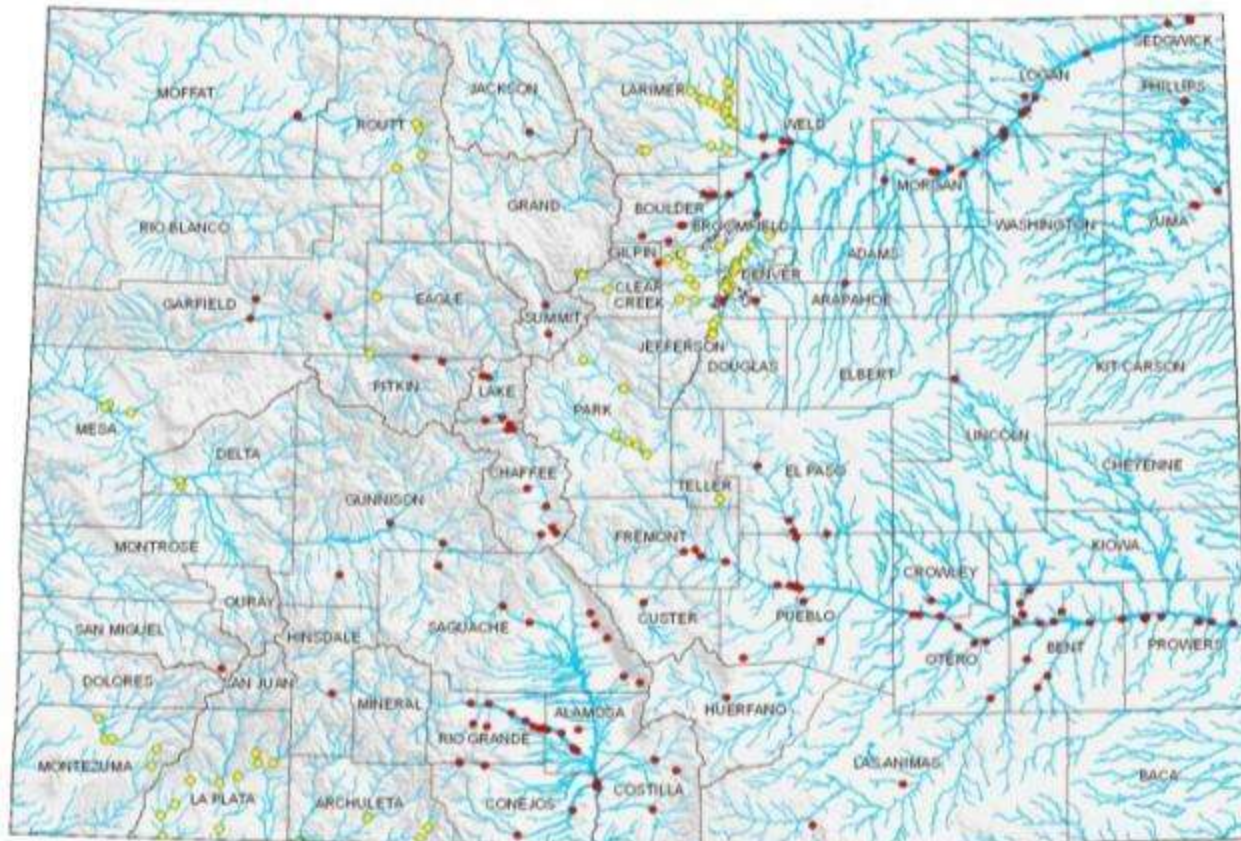 SEDGWICK
LOGAN
MOFFAT
JACKSON
LARIMER
PHILLIPS
ROUTT
WELD
MORGAN
GRAND
BOULDER
RIO BLANCO
BROOMFIELD
WASHINGTON
YUMA
GILPIN
ADAMS
DENVER
GARFIELD
EAGLE
CLEAR
CREEK
ARAPAHOE
SUMMIT
JEFFERSON
DOUGLAS
ELBERT
KIT CARSON
PITKIN
LAKE
PARK
MESA
LINCOLN
DELTA
CHEYENNE
CHAFFEE
EL PASO
TELLER
GUNNISON
FREMONT
MONTROSE
KIOWA
CROWLEY
OURAY
CUSTER
PUEBLO
SAN MIGUEL
HINSDALE
SAGUACHE
BENT
PROWERS
OTERO
DOLORES
SAN JUAN
MINERAL
HUERFANO
ALAMOSA
RIO GRANDE
MONTEZUMA
LAS ANIMAS
BACA
LA PLATA
ARCHULETA
CONEJOS
COSTILLA